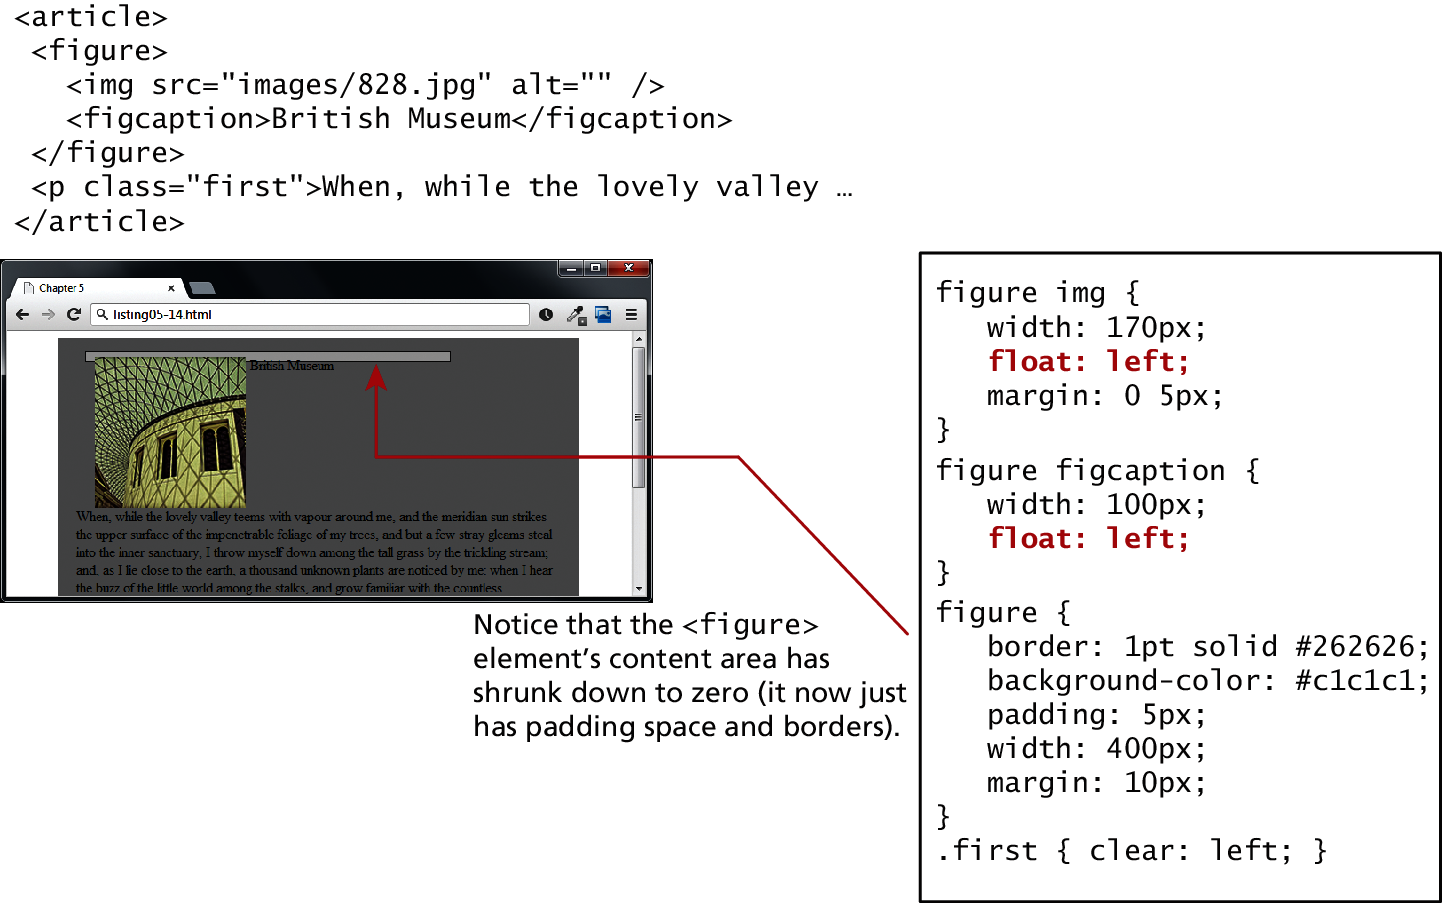 <article>
<figure>
<img src="images/828.jpg" alt="" />
<figcaption>British Museum</figcaption>
</figure>
<p class="first">When, while the lovely valley …
</article>
Chapter 5
listing05-14.html
British Museum
When, while the lovely valley teems with vapour around me, and the meridian sun strikes
the upper surface of the impenetrable foliage of my trees, and but a few stray gleams steal
into the inner sanctuary, I throw myself down among the tall grass by the trickling stream;
and, as I lie close to the earth, a thousand unknown plants are noticed by me: when I hear
the buzz of the little world among the stalks, and grow familiar with the countless
Notice that the <figure>
element’s content area has
shrunk down to zero (it now just
has padding space and borders).
figure img {
width: 170px;
float: left;
margin: 0 5px;
}
figure figcaption {
width: 100px;
float: left;
}
figure {
border: 1pt solid #262626;
background-color: #c1c1c1;
padding: 5px;
width: 400px;
margin: 10px;
}
.first { clear: left; }